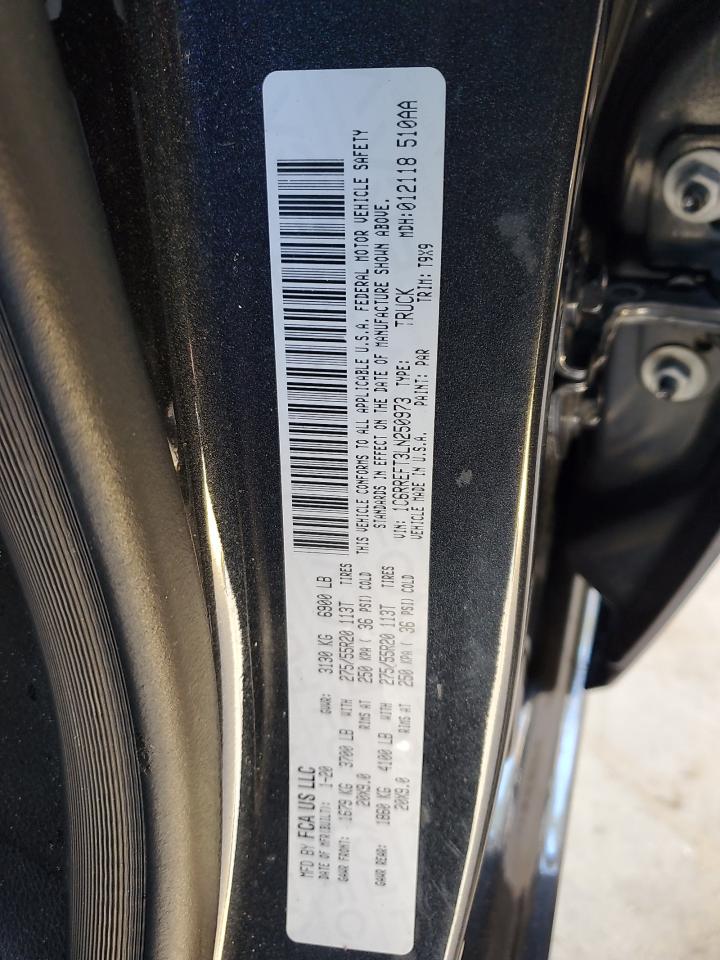 MFD BY FCA US LLC
DATE OF MFR(BUILT): 1-20 GVWR: 3130 KG 6900 LB
GAWR FRONT: 1679 KG 3700 LB WITH 275/55R20 113T TIRES
20X9.0 RIMS AT 250 KPA ( 36 PSI) COLD
GAWR REAR: 1860 KG 4100 LB WITH 275/55R20 113T TIRES
20X9.0 RIMS AT 250 KPA ( 36 PSI) COLD
THIS VEHICLE CONFORMS TO ALL APPLICABLE U.S.A. FEDERAL MOTOR VEHICLE SAFETY
STANDARDS IN EFFECT ON THE DATE OF MANUFACTURE SHOWN ABOVE.
VIN: 1C6RREFT3LN250973 TYPE: TRUCK MDH:012118 510AA
VEHICLE MADE IN U.S.A. PAINT: PAR TRIM: T9X9